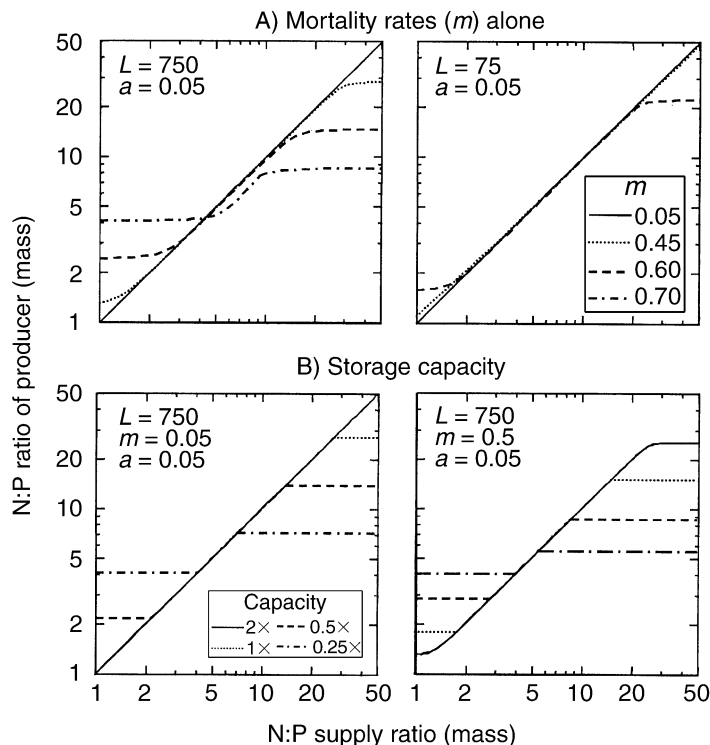 A) Mortality rates (m) alone
50
20
10
5
2
1
L = 750
a = 0.05
L = 75
a = 0.05
m
0.05
0.45
0.60
0.70
N:P ratio of producer (mass)
B) Storage capacity
50
20
10
5
2
1
L = 750
m = 0.05
a = 0.05
L = 750
m = 0.5
a = 0.05
Capacity
2× 0.5×
1× 0.25×
1 2 5 10 20 50
1 2 5 10 20 50
N:P supply ratio (mass)